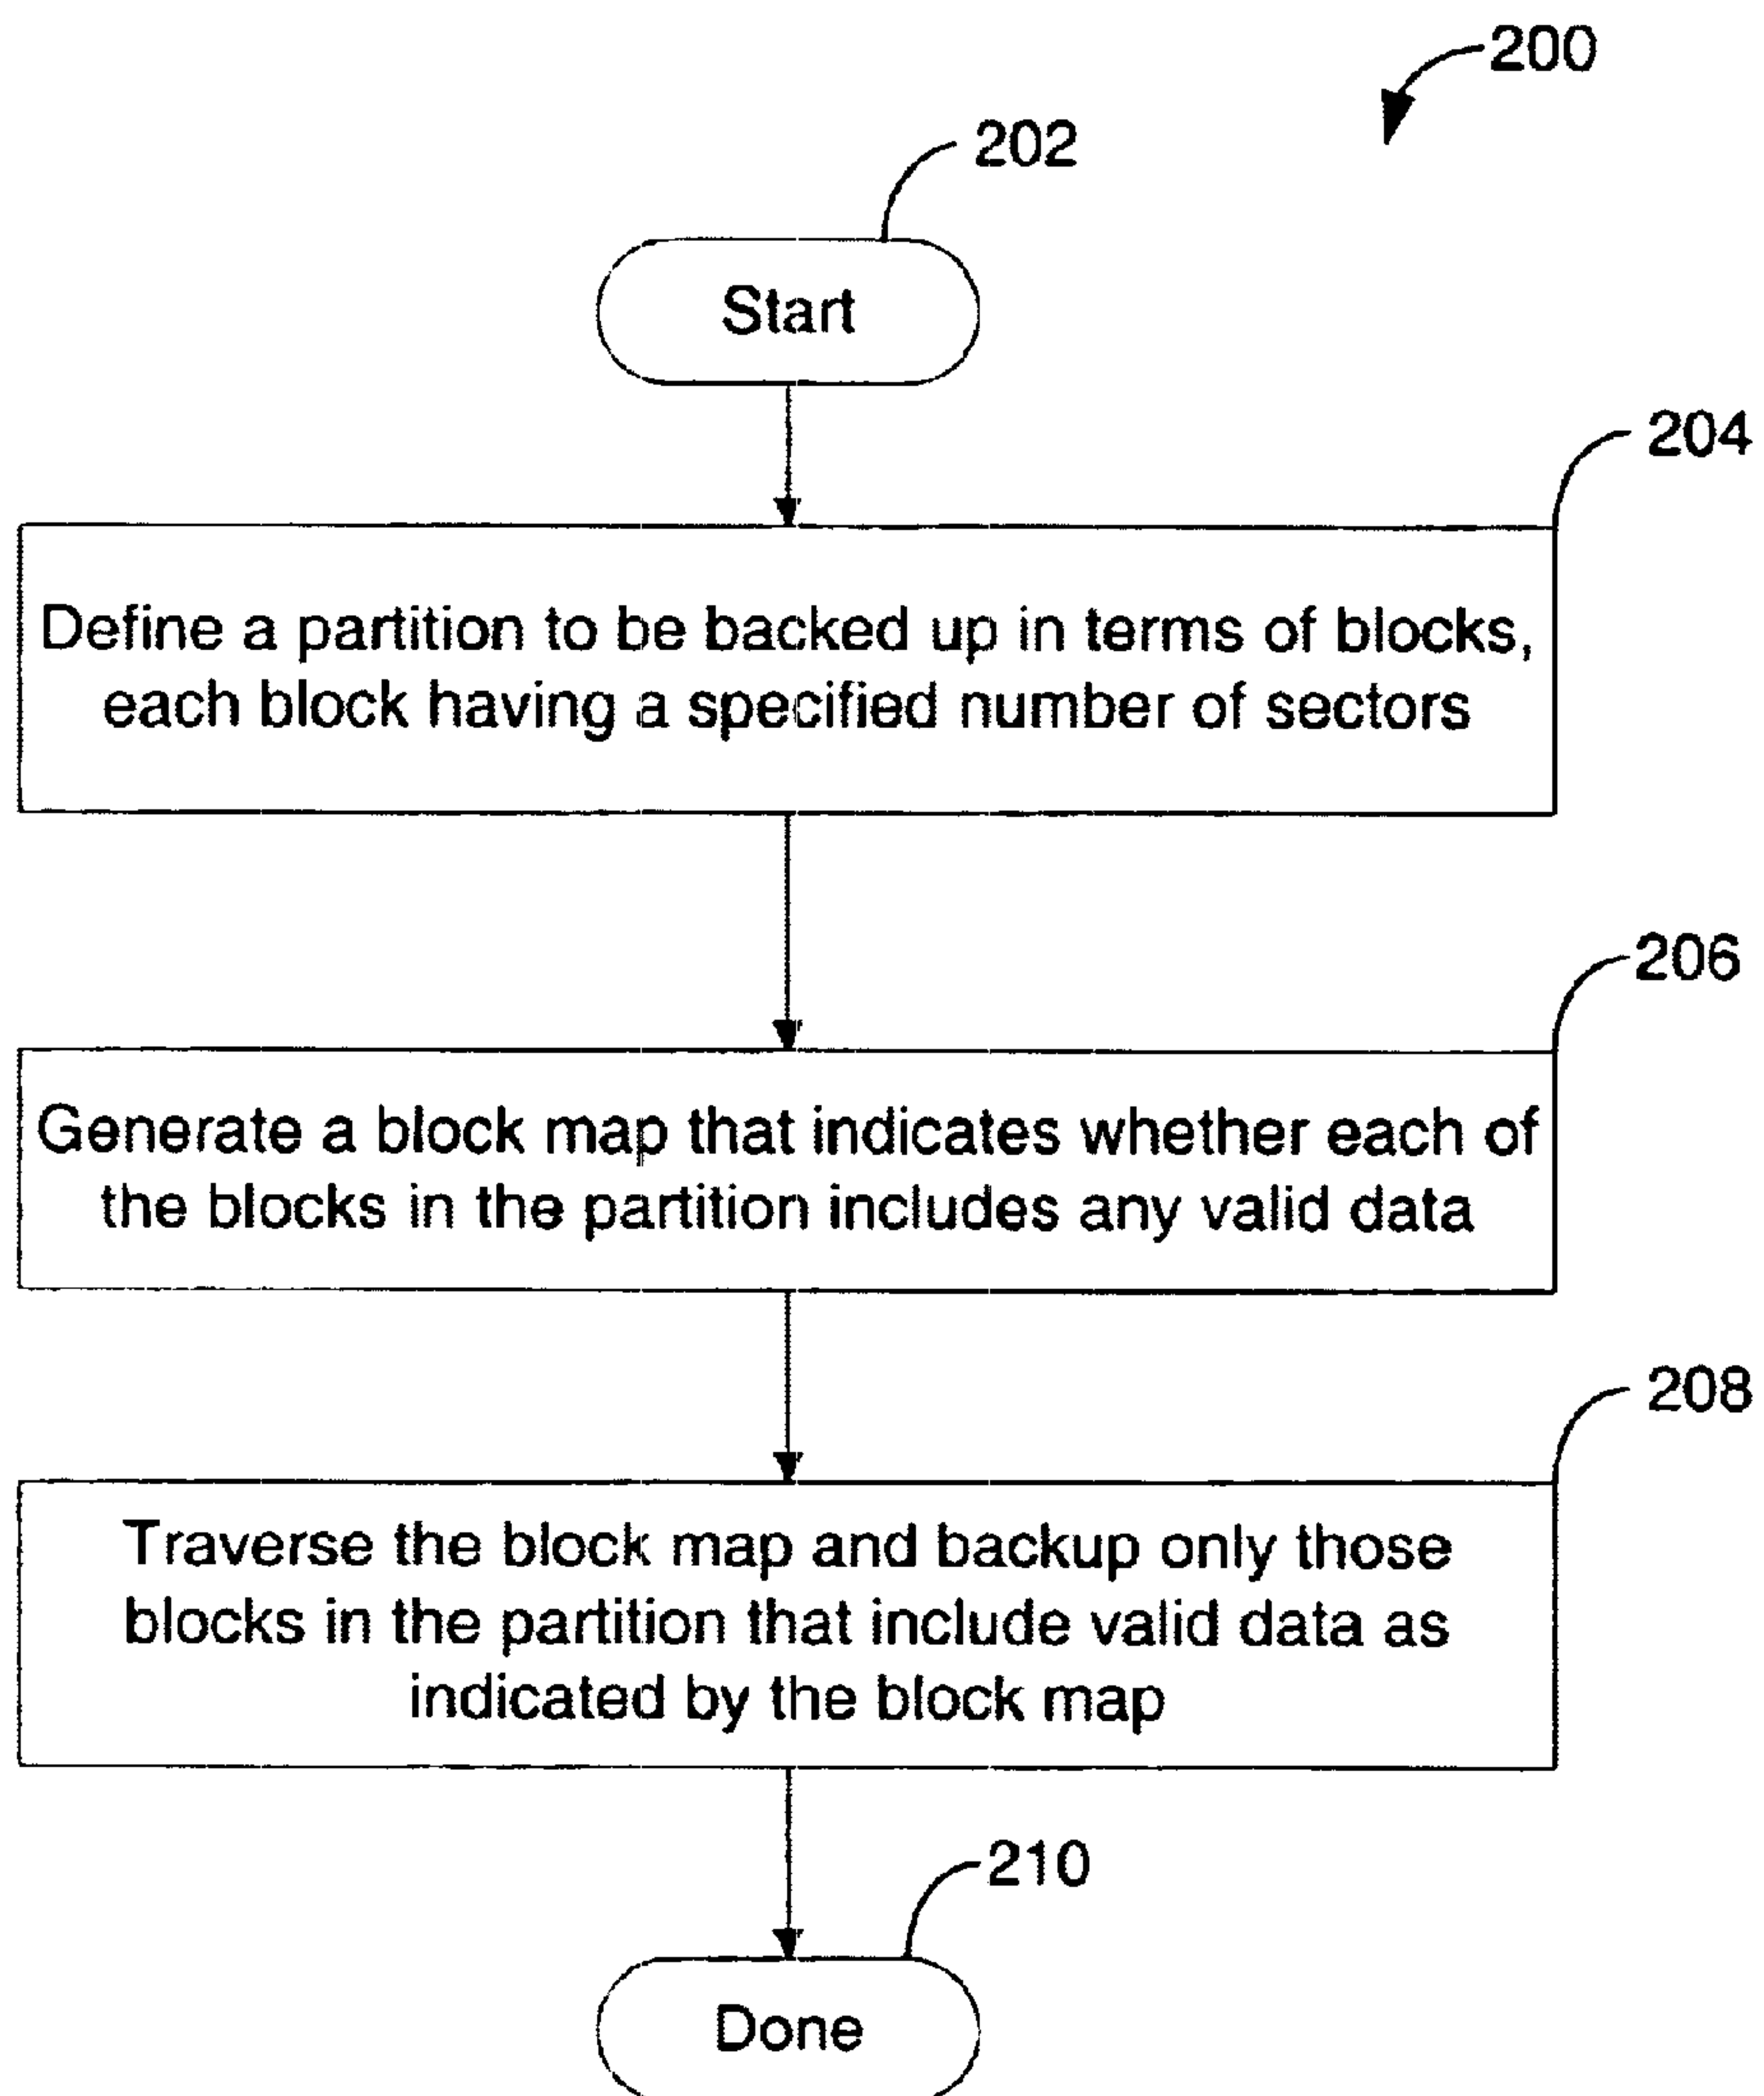 200
202
Start
204
Define a partition to be backed up in terms of blocks,
each block having a specified number of sectors
206
Generate a block map that indicates whether each of
the blocks in the partition includes any valid data
208
Traverse the block map and backup only those
blocks in the partition that include valid data as
indicated by the block map
210
Done